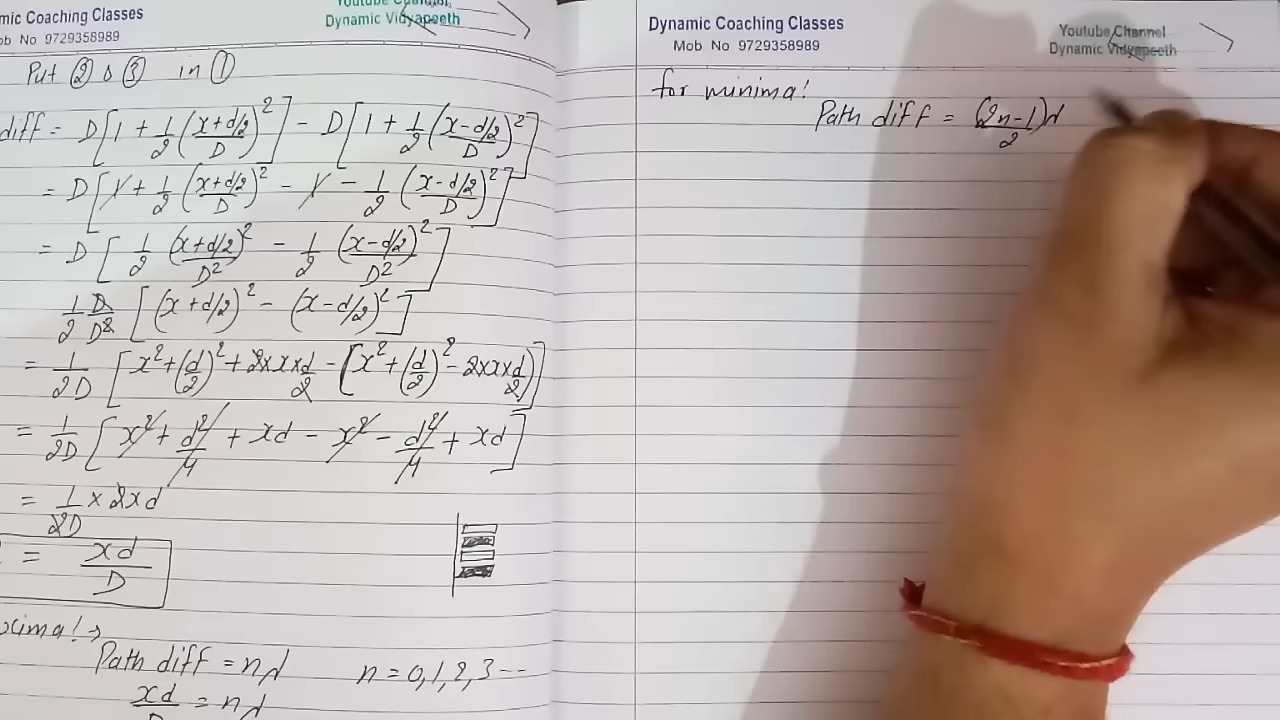 mic Coaching Classes
Youtube Channel
ob No 9729358989
Dynamic Vidyapeeth
Put ② & ③ in ①
diff = D[1 + 1/2 ((x+d/2)/D)²] - D[1 + 1/2 ((x-d/2)/D)²]
= D[1 + 1/2 ((x+d/2)/D)² - 1 - 1/2 ((x-d/2)/D)²]
= D [1/2 (x+d/2)²/D² - 1/2 (x-d/2)²/D²]
1/2 D/D² [(x+d/2)² - (x-d/2)²]
= 1/2D [x² + (d/2)² + 2×x×d/2 - [x² + (d/2)² - 2×x×d/2)]
= 1/2D [x² + d²/4 + xd - x² - d²/4 + xd]
= 1/2D × 2xd
= xd/D
xima! →
Path diff = nλ n = 0,1,2,3--
xd/D = nλ
Dynamic Coaching Classes
Youtube Channel
Mob No 9729358989
Dynamic Vidyapeeth
for minima!
Path diff = (2n-1)λ/2